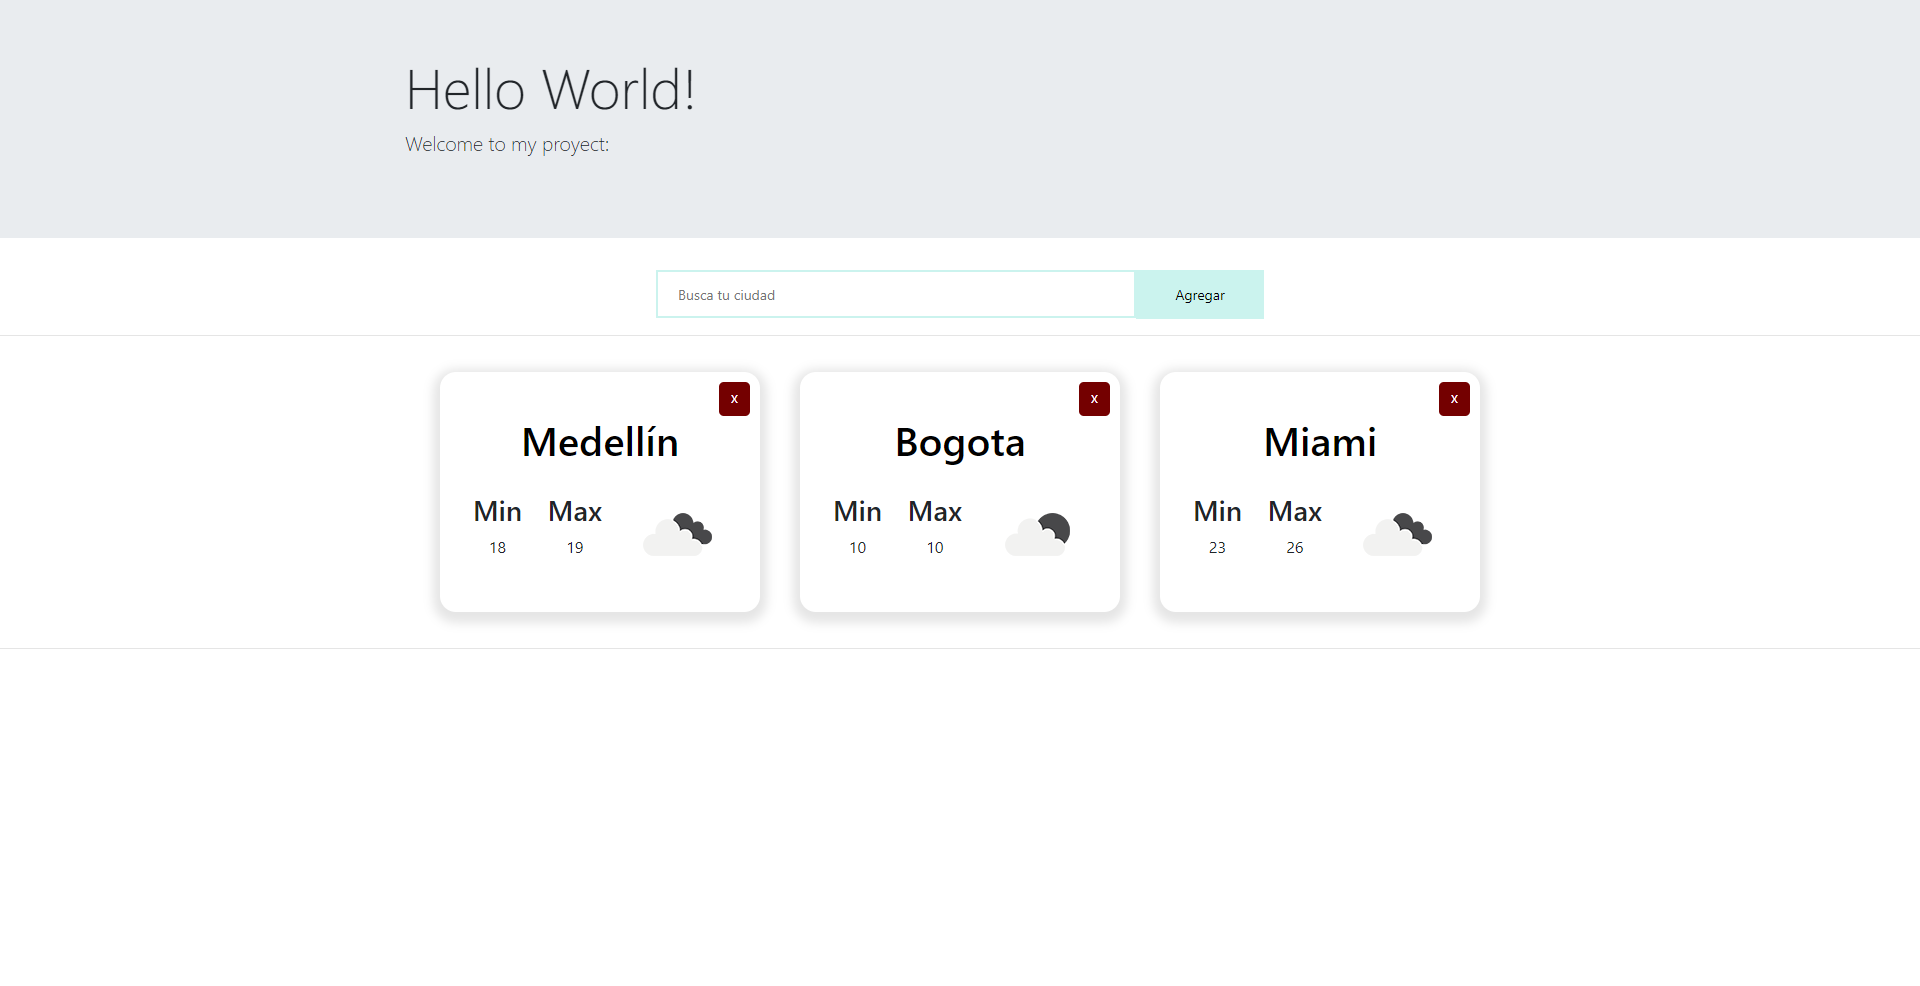 Hello World!
Welcome to my proyect:
Busca tu ciudad
Agregar
x
Medellín
Min Max
18 19
x
Bogota
Min Max
10 10
x
Miami
Min Max
23 26